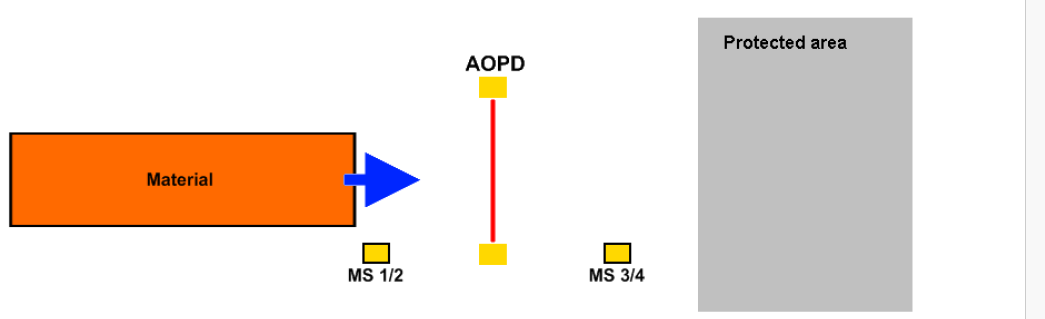 Protected area
AOPD
Material
MS 1/2
MS 3/4